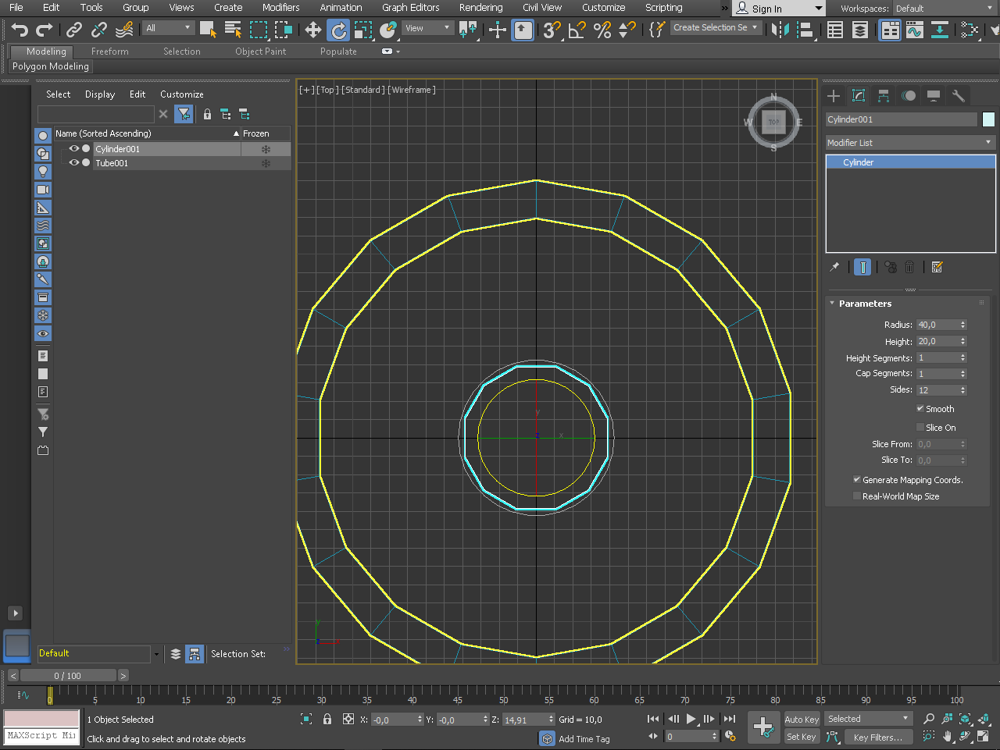 File Edit Tools Group Views Create Modifiers Animation Graph Editors Rendering Civil View Customize Scripting » Sign In Workspaces: Default
All View Create Selection Se
Modeling Freeform Selection Object Paint Populate
Polygon Modeling
Select Display Edit Customize
Name (Sorted Ascending) Frozen
Cylinder001
Tube001
[+] [Top] [Standard] [Wireframe]
N
W TOP E
S
y
z x
y
Cylinder001
Modifier List
Cylinder
Parameters
Radius: 40,0
Height: 20,0
Height Segments: 1
Cap Segments: 1
Sides: 12
Smooth
Slice On
Slice From: 0,0
Slice To: 0,0
Generate Mapping Coords.
Real-World Map Size
Default Selection Set:
< 0 / 100 >
0 5 10 15 20 25 30 35 40 45 50 55 60 65 70 75 80 85 90 95 100
1 Object Selected X: -0,0 Y: -0,0 Z: 14,91 Grid = 10,0 Auto Key Selected
MAXScript Mi Click and drag to select and rotate objects Add Time Tag 0 Set Key Key Filters...